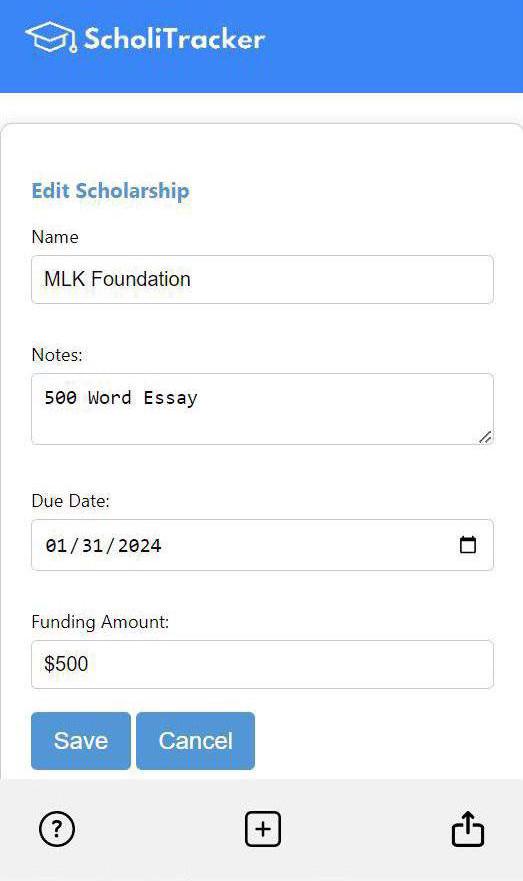 ScholiTracker
Edit Scholarship
Name
MLK Foundation
Notes:
500 Word Essay
Due Date:
01/31/2024
Funding Amount:
$500
Save Cancel
?
+